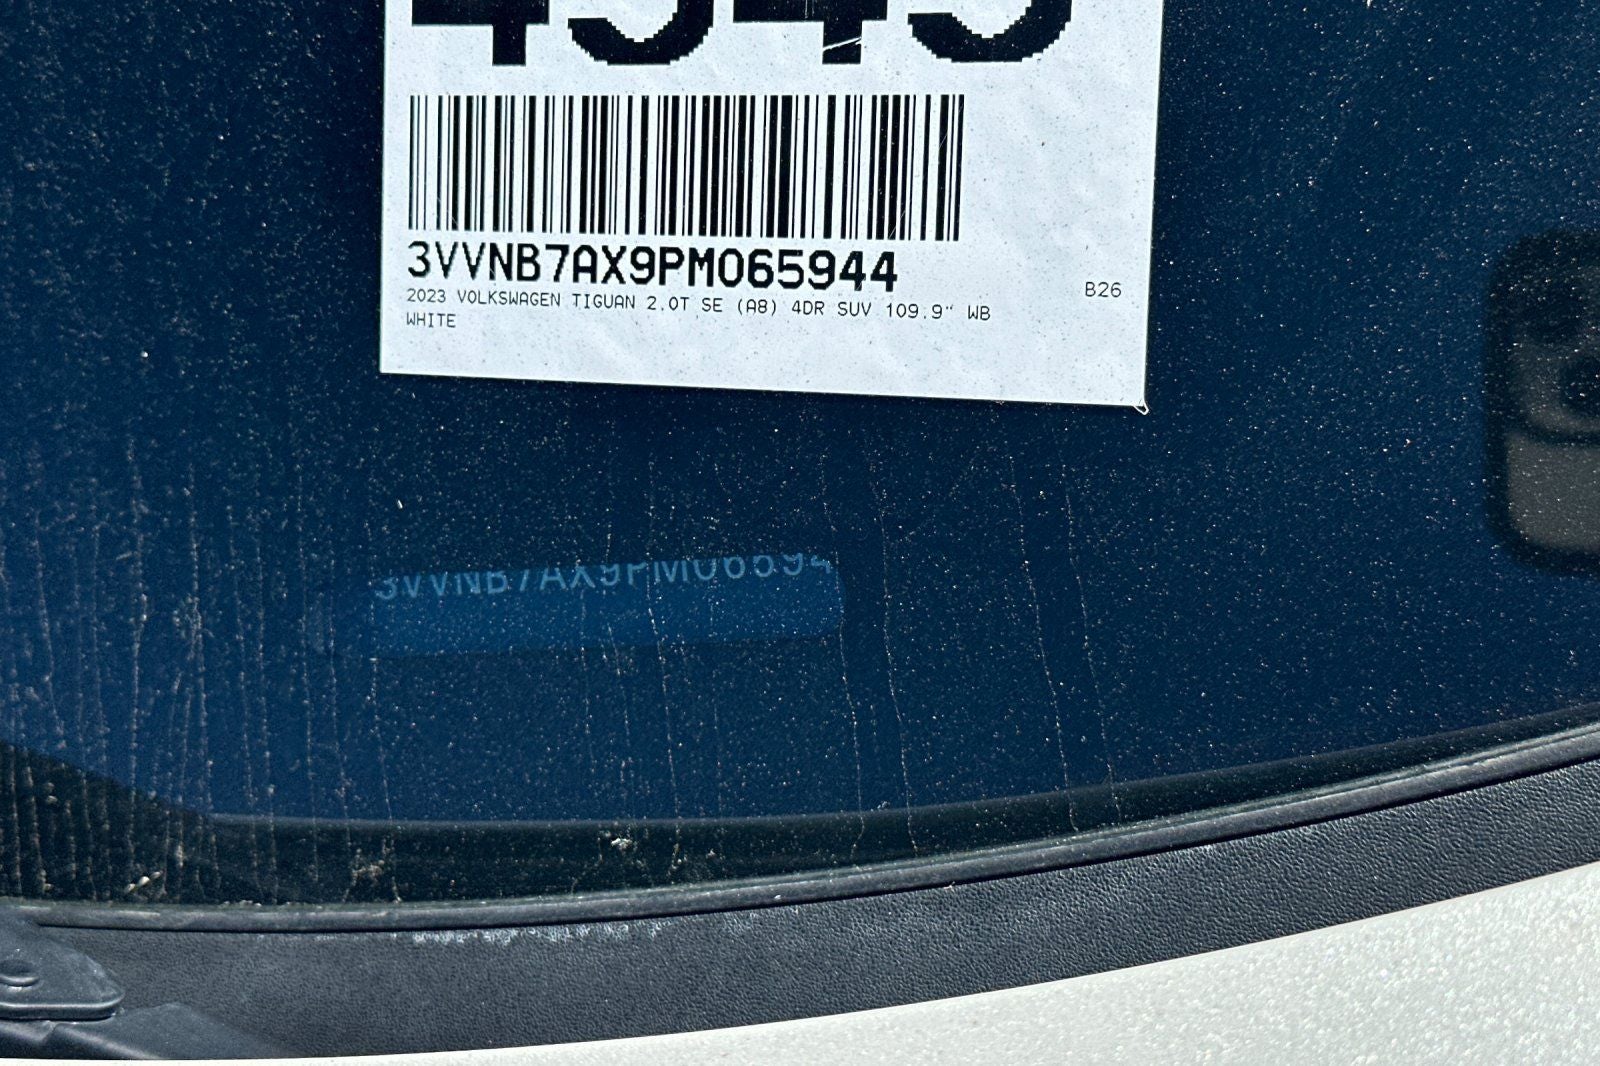 3VVNB7AX9PM065944
2023 VOLKSWAGEN TIGUAN 2.0T SE (A8) 4DR SUV 109.9" WB
B26
WHITE
3VVNB7AX9PM06594